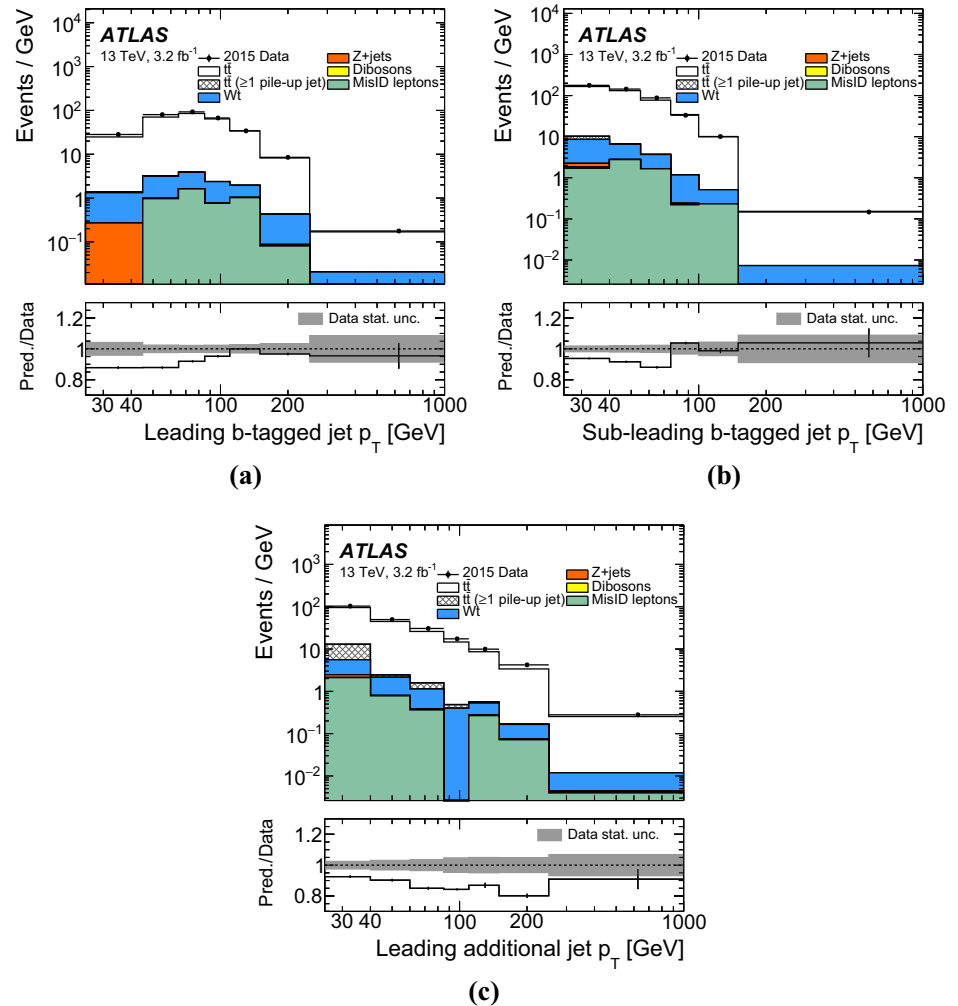 ATLAS
13 TeV, 3.2 fb⁻¹
2015 Data
tt̄
tt̄ (≥1 pile-up jet)
Wt
Z+jets
Dibosons
MisID leptons
Events / GeV
10⁴
10³
10²
10
1
10⁻¹
Pred./Data
1.2
1
0.8
Data stat. unc.
30 40 100 200 1000
Leading b-tagged jet p_T [GeV]
(a)
ATLAS
13 TeV, 3.2 fb⁻¹
2015 Data
tt̄
tt̄ (≥1 pile-up jet)
Wt
Z+jets
Dibosons
MisID leptons
Events / GeV
10⁴
10³
10²
10
1
10⁻¹
10⁻²
Pred./Data
1.2
1
0.8
Data stat. unc.
30 40 100 200 1000
Sub-leading b-tagged jet p_T [GeV]
(b)
ATLAS
13 TeV, 3.2 fb⁻¹
2015 Data
tt̄
tt̄ (≥1 pile-up jet)
Wt
Z+jets
Dibosons
MisID leptons
Events / GeV
10³
10²
10
1
10⁻¹
10⁻²
Pred./Data
1.2
1
0.8
Data stat. unc.
30 40 100 200 1000
Leading additional jet p_T [GeV]
(c)